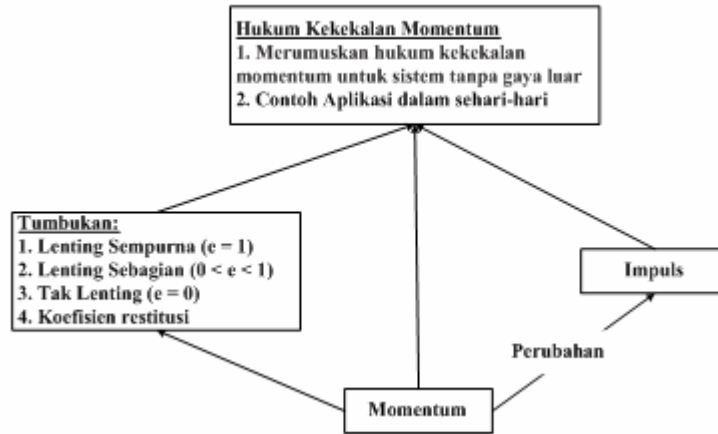 Hukum Kekekalan Momentum
1. Merumuskan hukum kekekalan
momentum untuk sistem tanpa gaya luar
2. Contoh Aplikasi dalam sehari-hari
Tumbukan:
1. Lenting Sempurna (e = 1)
2. Lenting Sebagian (0 < e < 1)
3. Tak Lenting (e = 0)
4. Koefisien restitusi
Impuls
Perubahan
Momentum